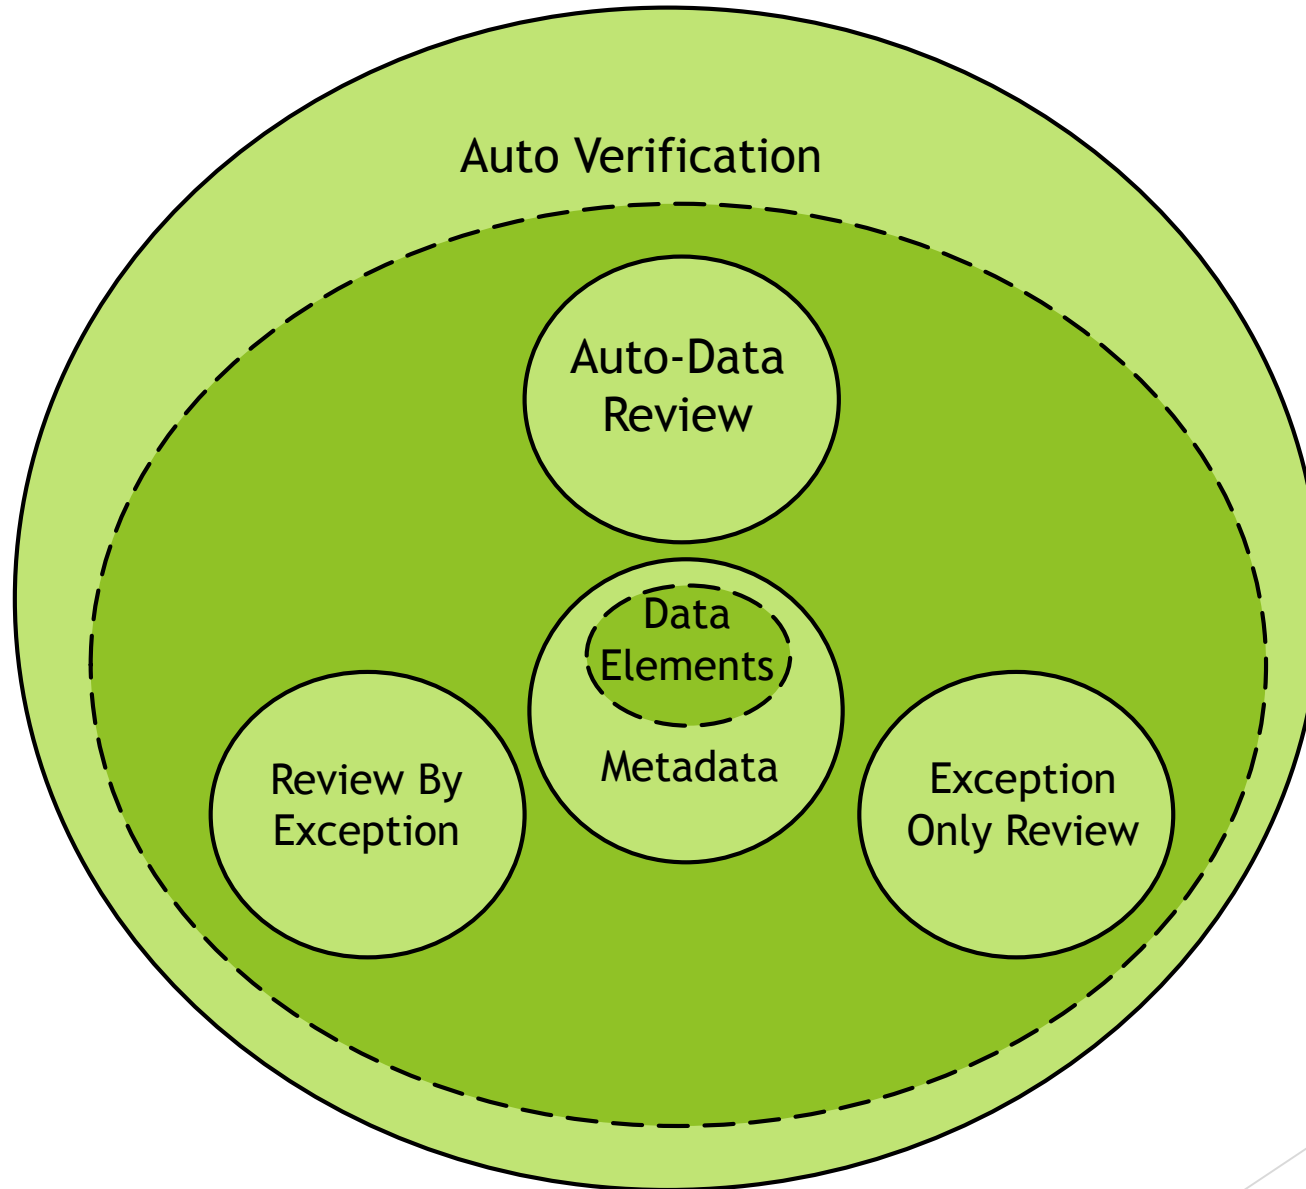 Auto Verification
Auto-Data
Review
Data
Elements
Metadata
Review By
Exception
Exception
Only Review